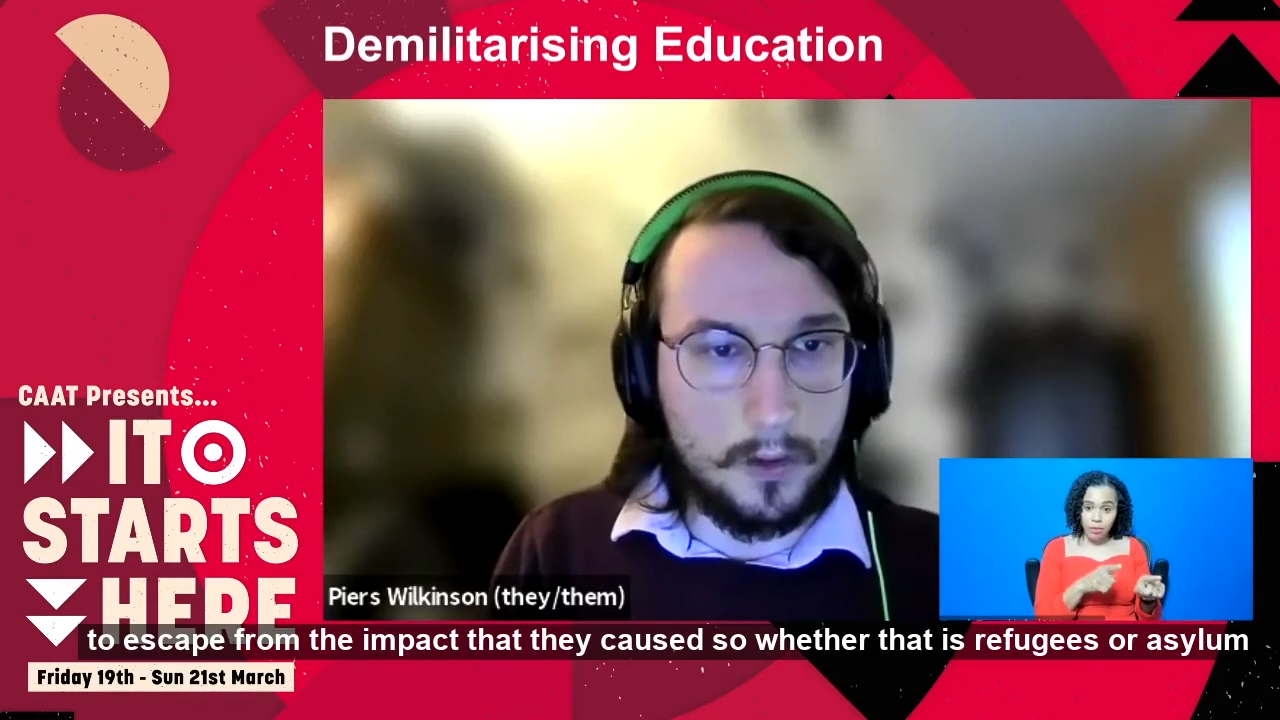 Demilitarising Education
CAAT Presents...
IT
STARTS
HERE
Friday 19th - Sun 21st March
Piers Wilkinson (they/them)
to escape from the impact that they caused so whether that is refugees or asylum